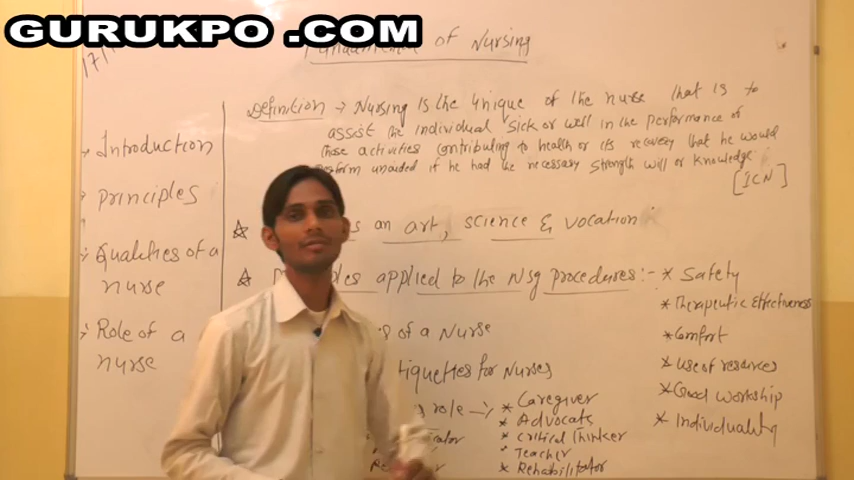 GURUKPO .COM
17/1
Fundamental of Nursing
Introduction
principles
Qualities of a
nurse
Role of a
nurse
Definition → Nursing is the unique of the nurse that is to
assist the individual sick or well in the performance of
those activities contributing to health or its recovery that he would
perform unaided if he had the necessary strength will or knowledge
[ICN]
an art, science & vocation
applied to the Nsg procedures :-
* Safety
* Therapeutic Effectiveness
* Comfort
* use of resources
* Good workship
* Individuality
of a Nurse
tiquettes for Nurses
role -:
* Caregiver
* Advocate
* Critical Thinker
* Teacher
* Rehabilitator